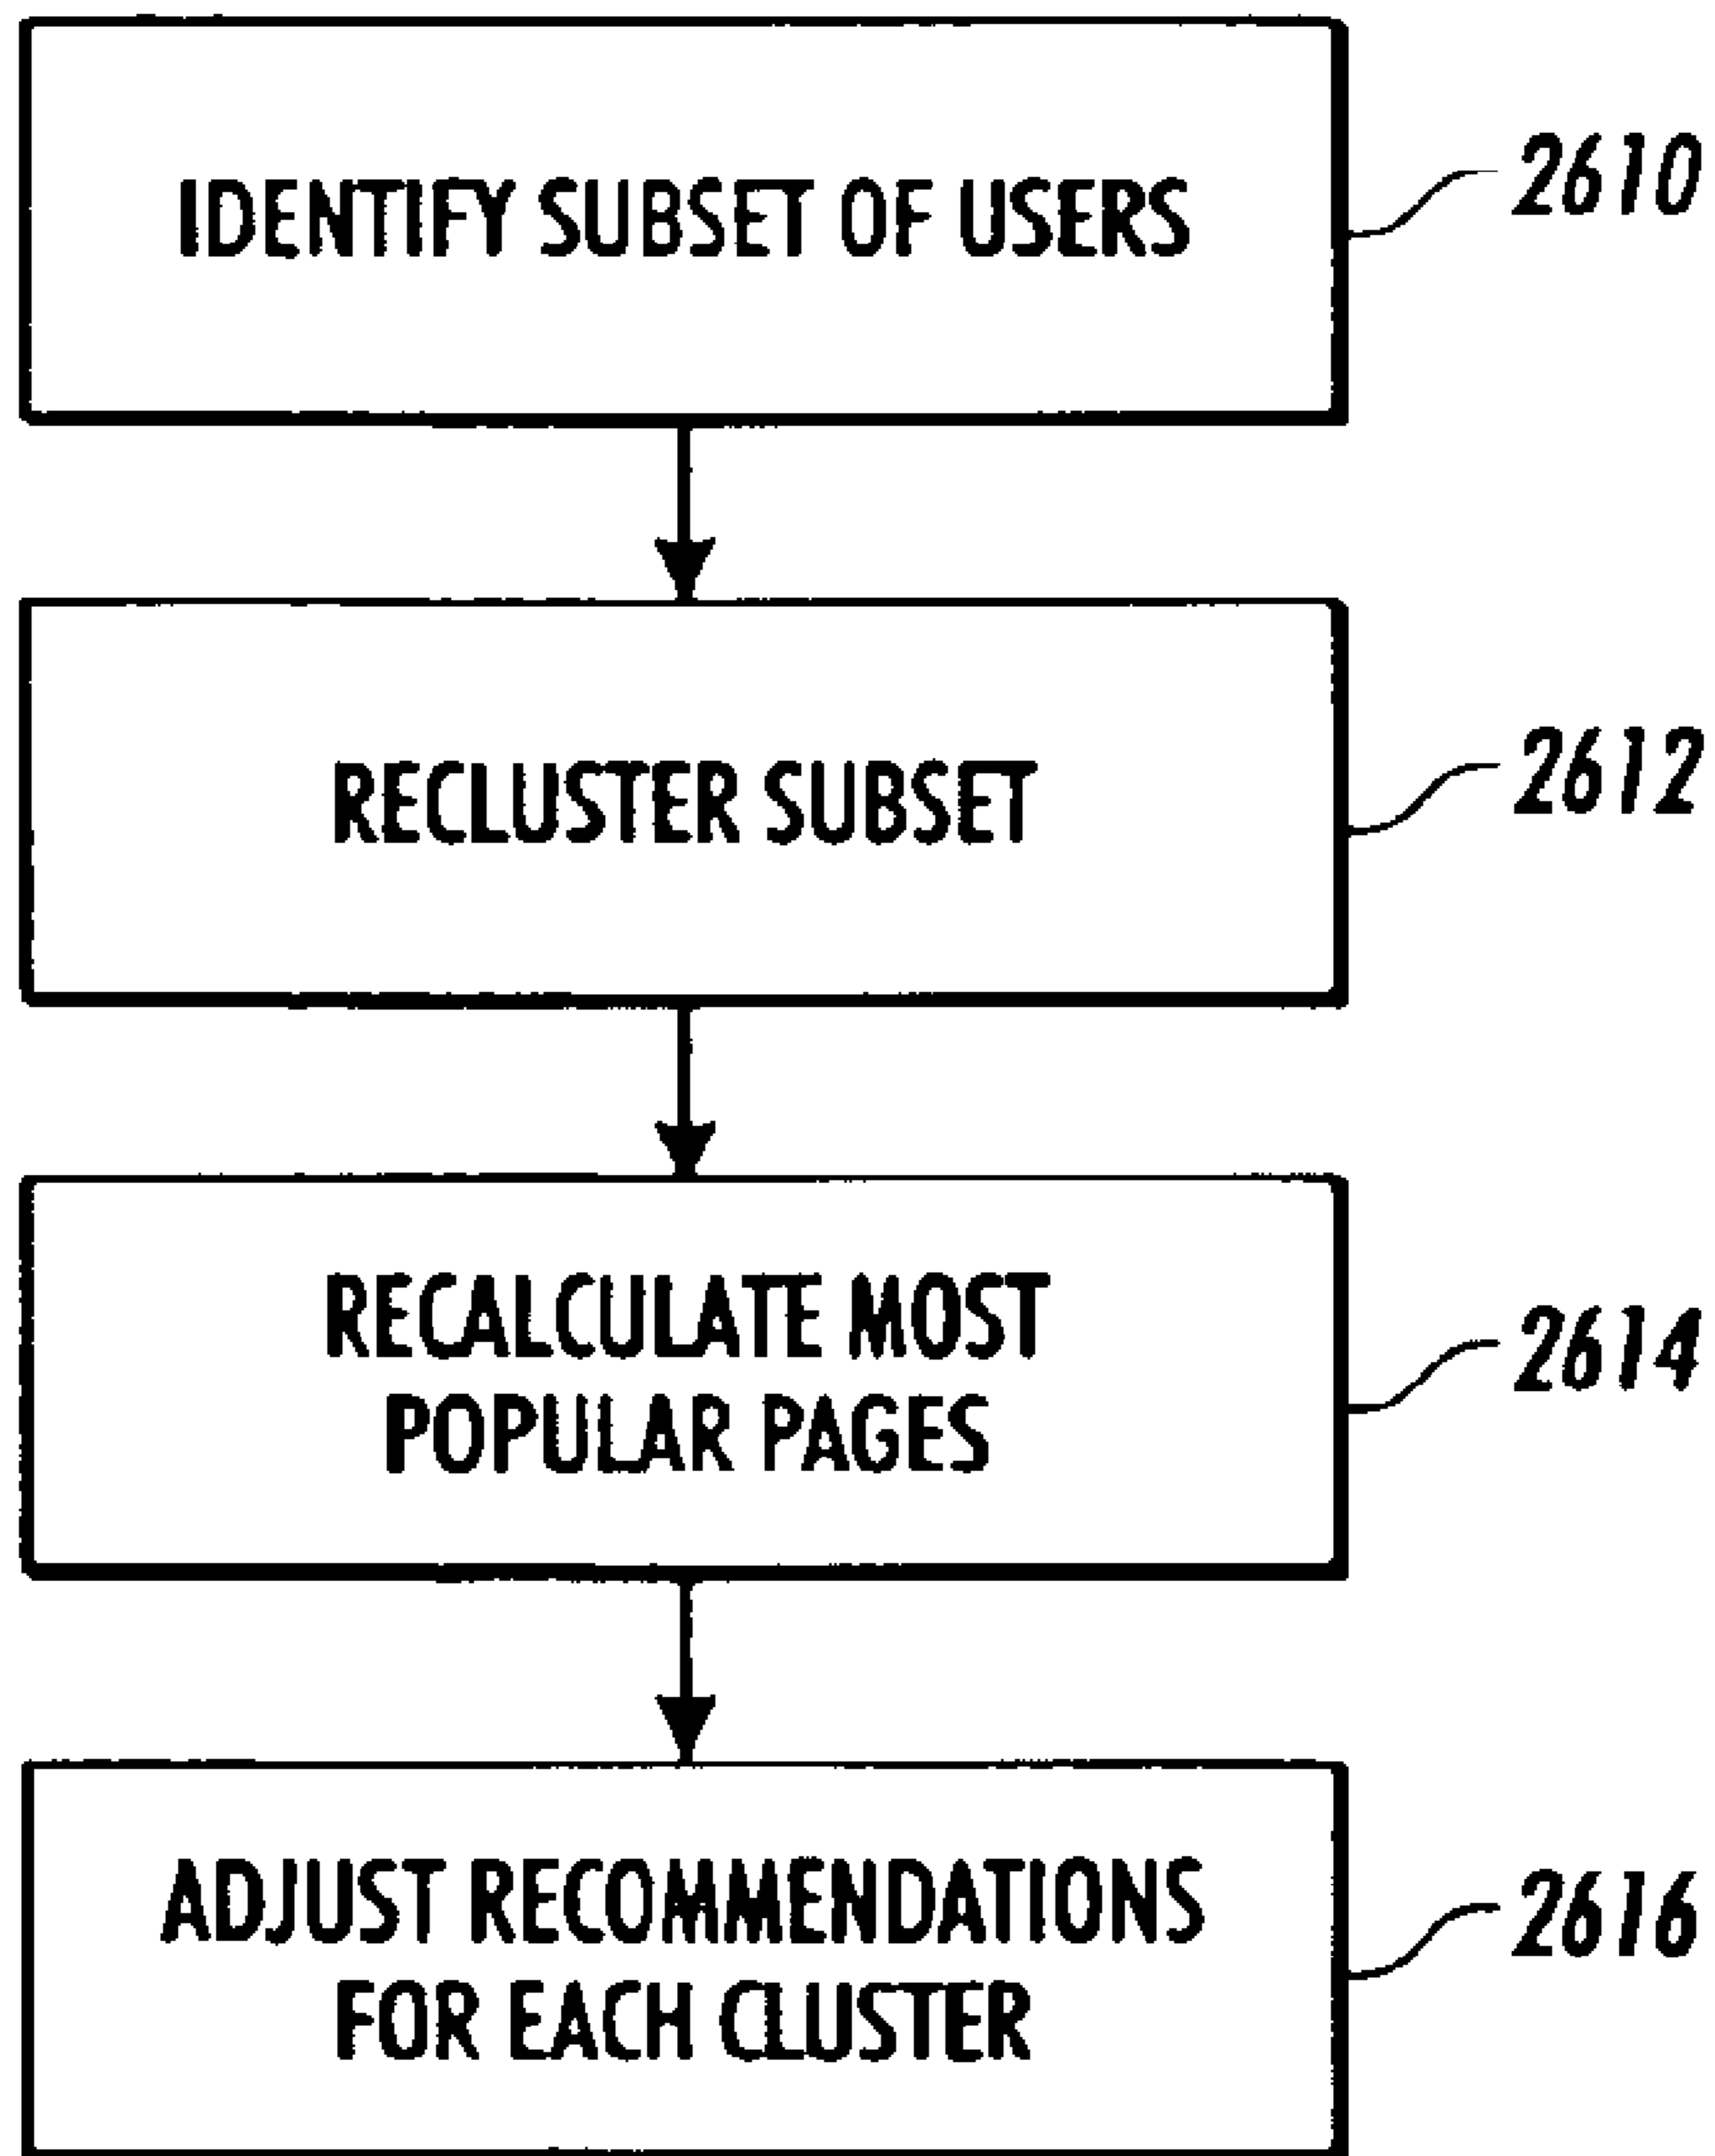 IDENTIFY SUBSET OF USERS
2610
RECLUSTER SUBSET
2612
RECALCULATE MOST
POPULAR PAGES
2614
ADJUST RECOMMENDATIONS
FOR EACH CLUSTER
2616